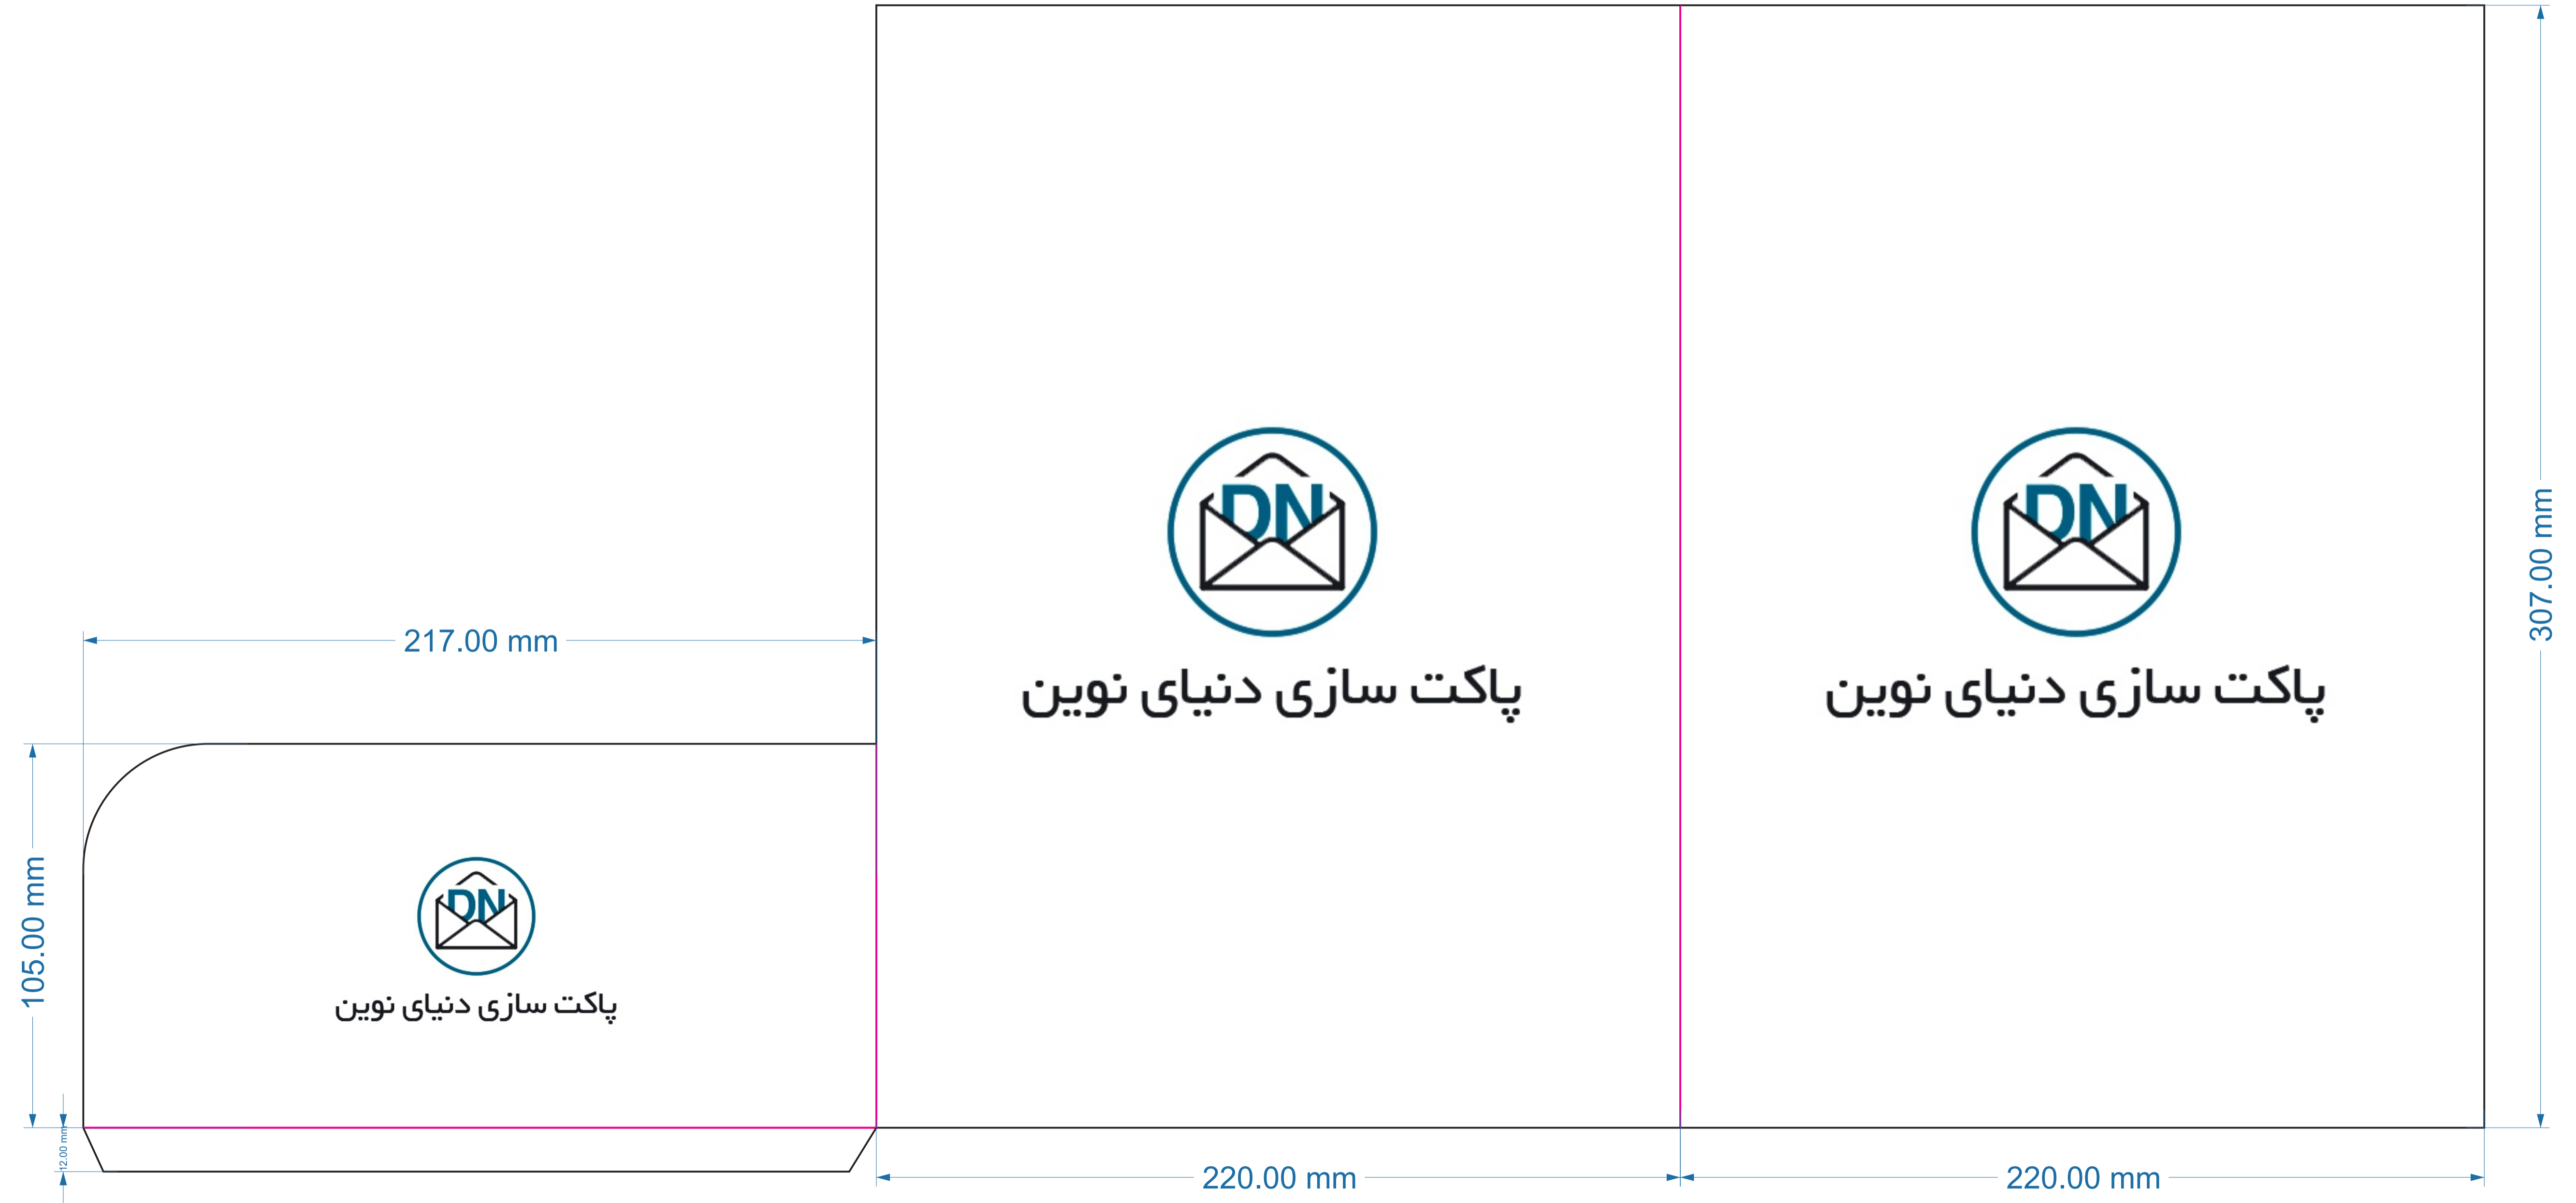 DN
پاکت سازی دنیای نوین
DN
پاکت سازی دنیای نوین
307.00 mm
217.00 mm
105.00 mm
DN
پاکت سازی دنیای نوین
12.00 mm
220.00 mm
220.00 mm